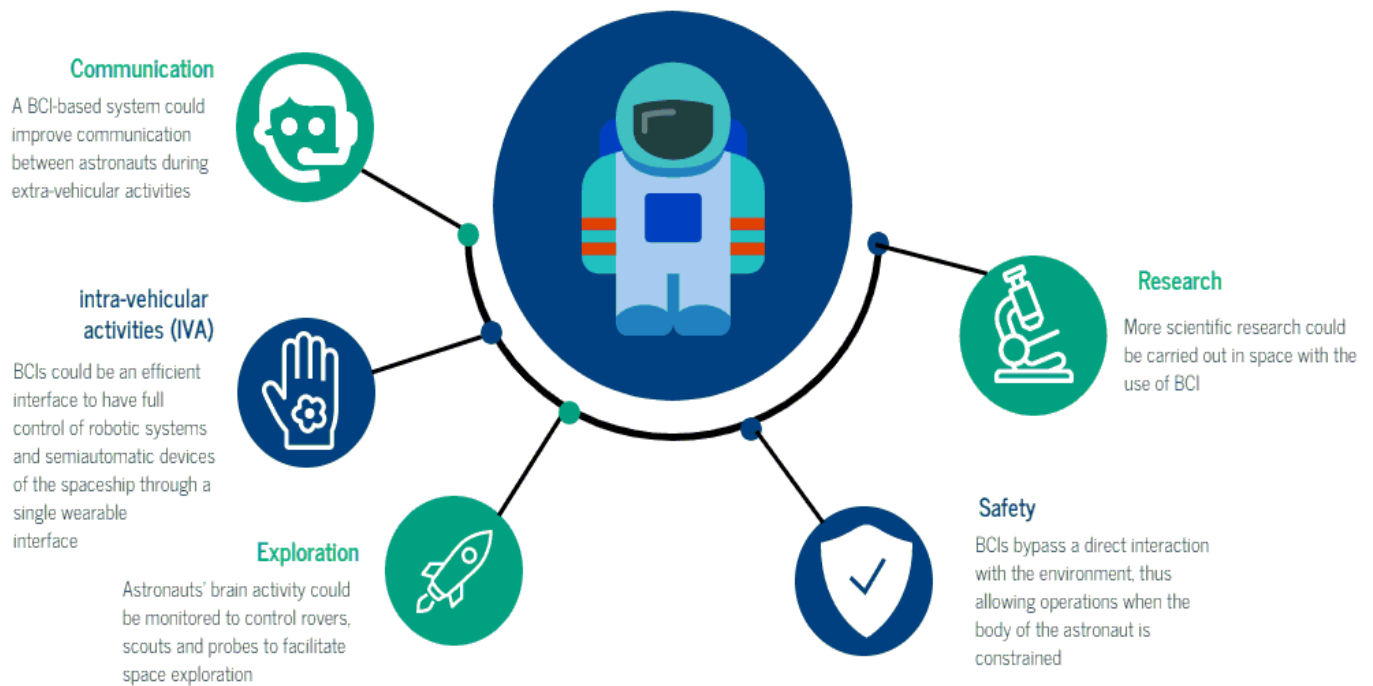 Communication
A BCI-based system could
improve communication
between astronauts during
extra-vehicular activities
intra-vehicular
activities (IVA)
BCIs could be an efficient
interface to have full
control of robotic systems
and semiautomatic devices
of the spaceship through a
single wearable
interface
Exploration
Astronauts' brain activity could
be monitored to control rovers,
scouts and probes to facilitate
space exploration
Safety
BCIs bypass a direct interaction
with the environment, thus
allowing operations when the
body of the astronaut is
constrained
Research
More scientific research could
be carried out in space with the
use of BCI